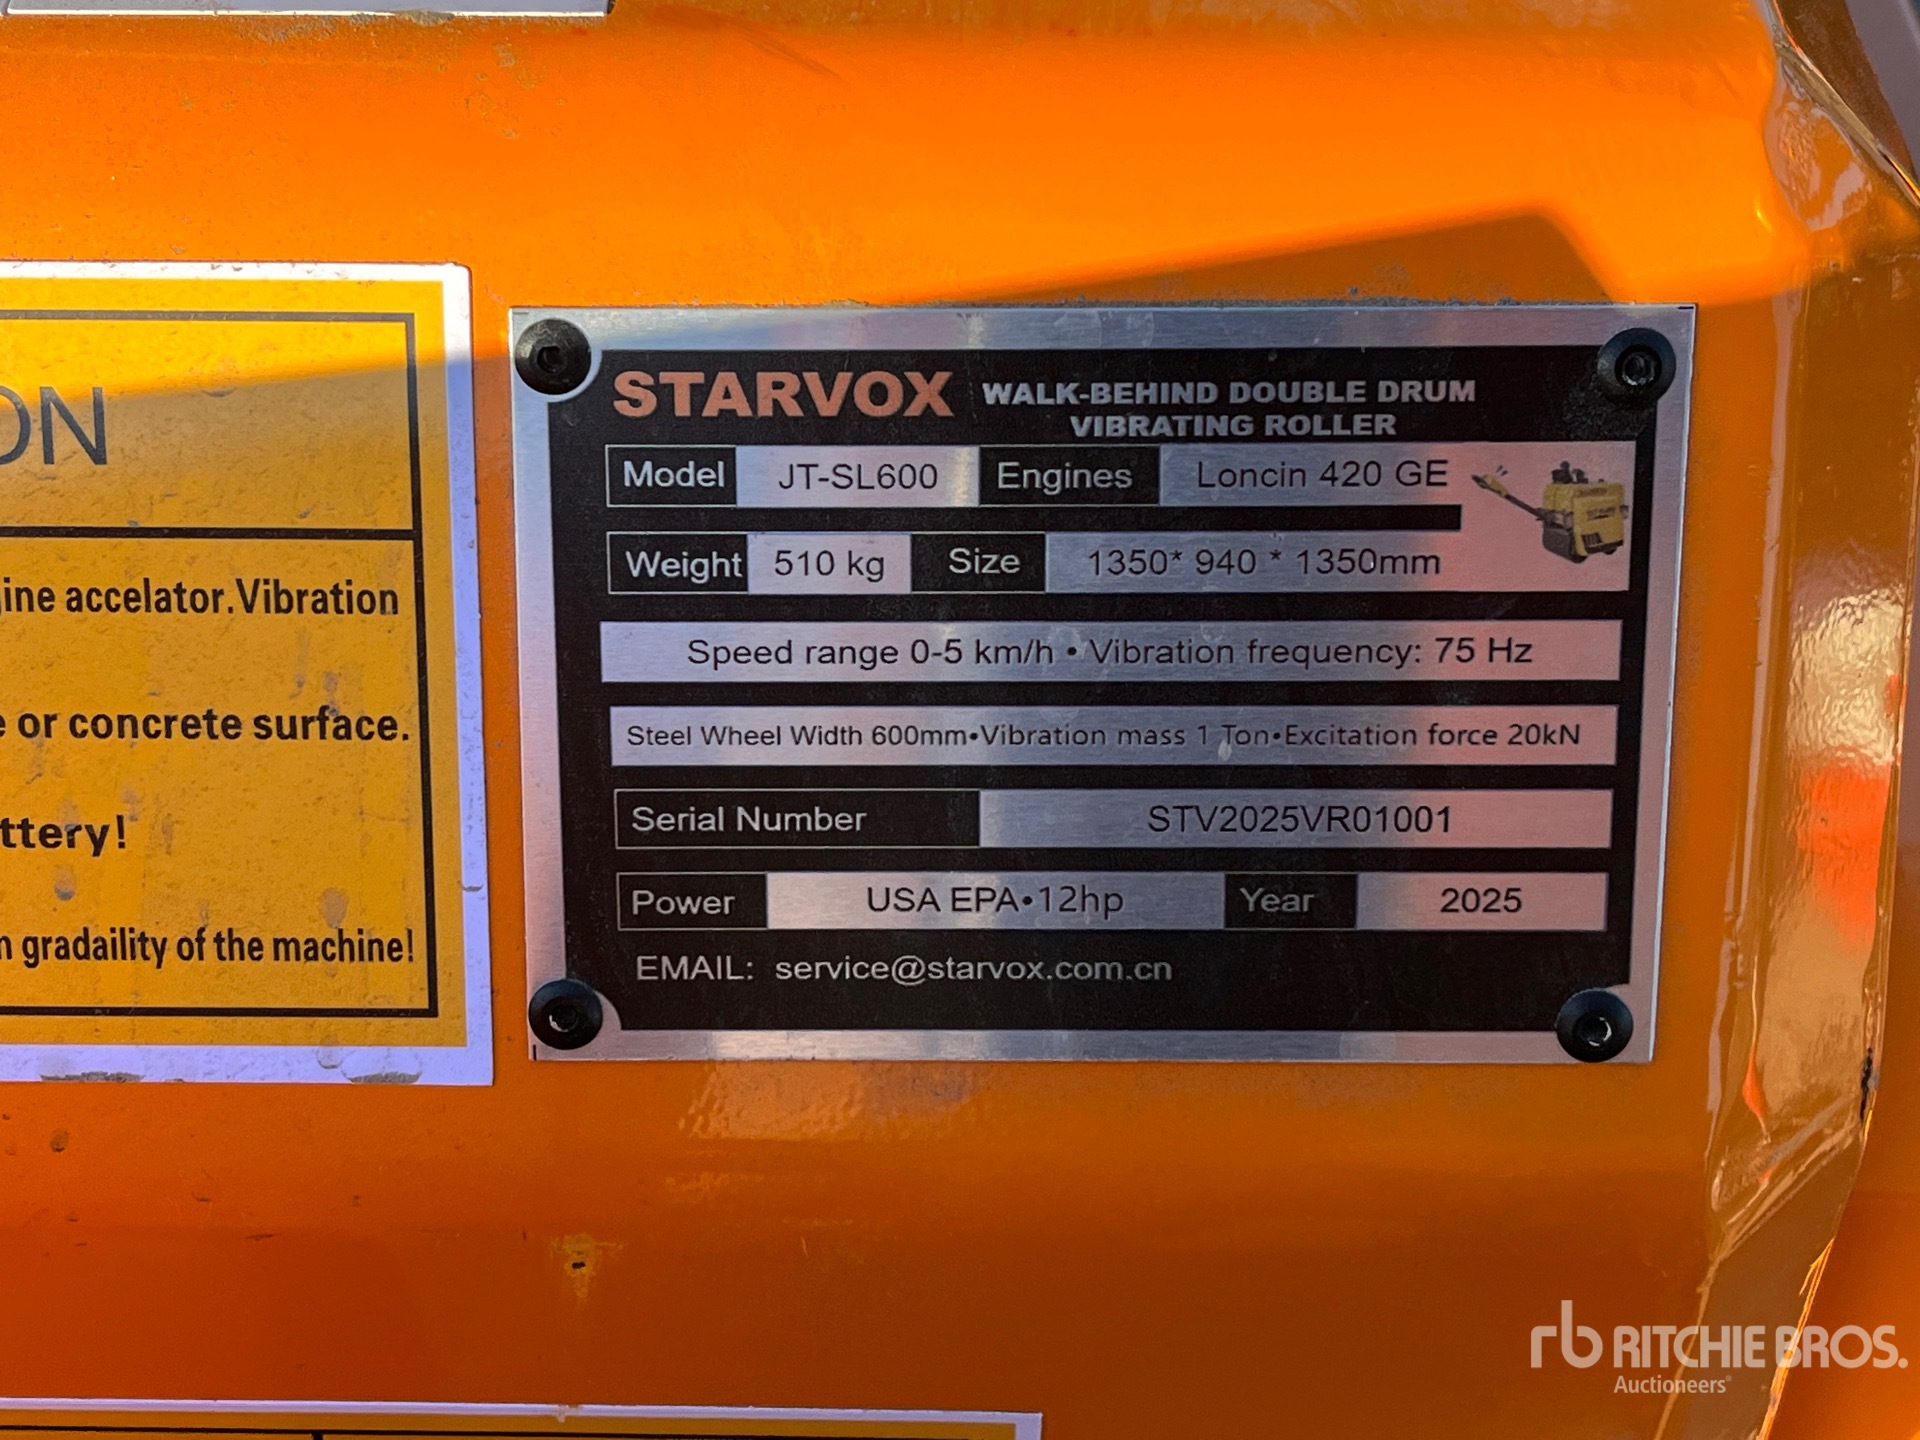 ON
ine accelator.Vibration
e or concrete surface.
ttery!
n gradaility of the machine!
STARVOX WALK-BEHIND DOUBLE DRUM
VIBRATING ROLLER
Model JT-SL600 Engines Loncin 420 GE
Weight 510 kg Size 1350* 940 * 1350mm
Speed range 0-5 km/h • Vibration frequency: 75 Hz
Steel Wheel Width 600mm•Vibration mass 1 Ton•Excitation force 20kN
Serial Number STV2025VR01001
Power USA EPA•12hp Year 2025
EMAIL: service@starvox.com.cn
rb RITCHIE BROS.
Auctioneers